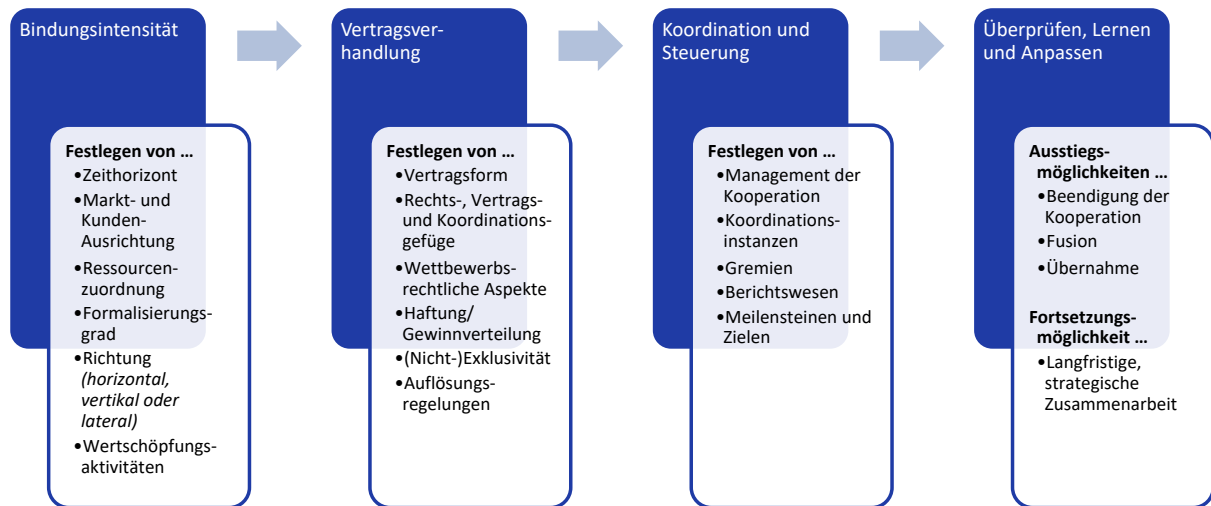 Bindungsintensität
Festlegen von ...
•Zeithorizont
•Markt- und
Kunden-
Ausrichtung
•Ressourcen-
zuordnung
•Formalisierungs-
grad
•Richtung
(horizontal,
vertikal oder
lateral)
•Wertschöpfungs-
aktivitäten
Vertragsver-
handlung
Festlegen von ...
•Vertragsform
•Rechts-, Vertrags-
und Koordinations-
gefüge
•Wettbewerbs-
rechtliche Aspekte
•Haftung/
Gewinnverteilung
•(Nicht-)Exklusivität
•Auflösungs-
regelungen
Koordination und
Steuerung
Festlegen von ...
•Management der
Kooperation
•Koordinations-
instanzen
•Gremien
•Berichtswesen
•Meilensteinen und
Zielen
Überprüfen, Lernen
und Anpassen
Ausstiegs-
möglichkeiten ...
•Beendigung der
Kooperation
•Fusion
•Übernahme
Fortsetzungs-
möglichkeit ...
•Langfristige,
strategische
Zusammenarbeit